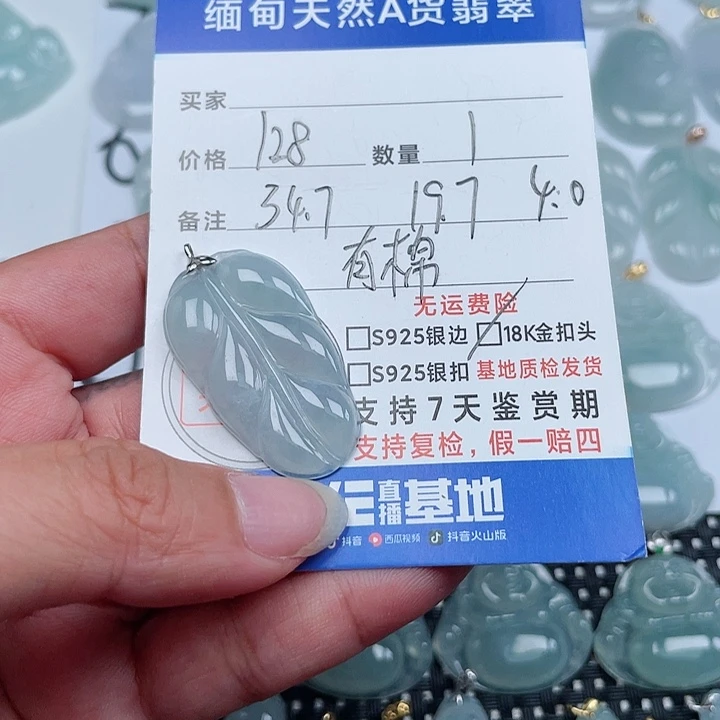 缅甸天然A货翡翠
买家
价格 128 数量 1
备注 34.7 19.7 4.0
有棉
无运费险
□S925银边 □18K金扣头
□S925银扣 基地质检发货
支持7天鉴赏期
支持复检,假一赔四
直播基地
抖音 西瓜视频 抖音火山版